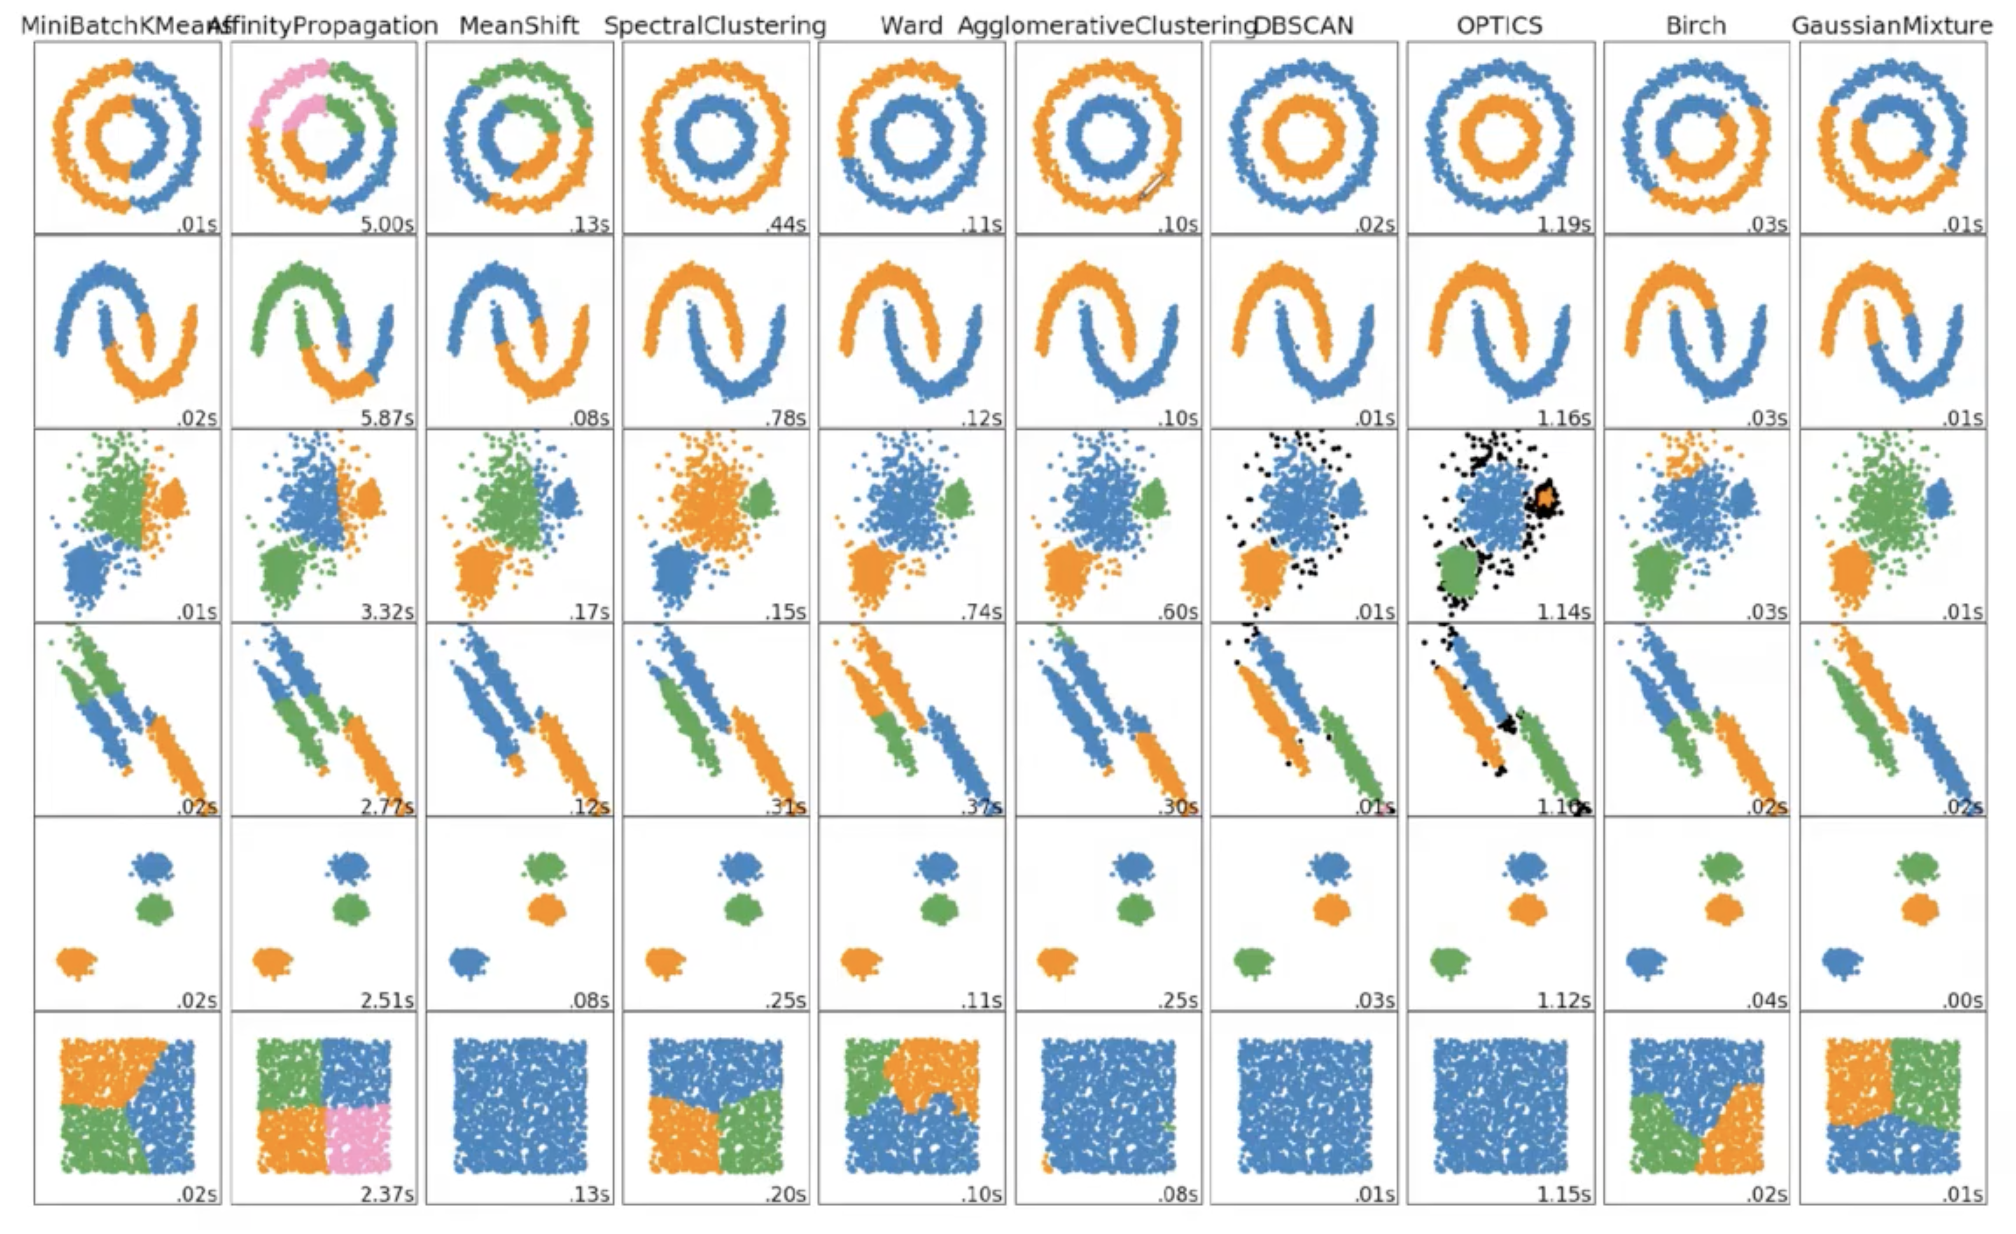 MiniBatchKMeans AffinityPropagation MeanShift SpectralClustering Ward AgglomerativeClustering DBSCAN OPTICS Birch GaussianMixture
.01s 5.00s .13s .44s .11s .10s .02s 1.19s .03s .01s
.02s 5.87s .08s .78s .12s .10s .01s 1.16s .03s .01s
.01s 3.32s .17s .15s .74s .60s .01s 1.14s .03s .01s
.02s 2.77s .12s .31s .37s .30s .01s .02s .02s
.02s 2.51s .08s .25s .11s .25s .03s 1.12s .04s .00s
.02s 2.37s .13s .20s .10s .08s .01s 1.15s .02s .01s